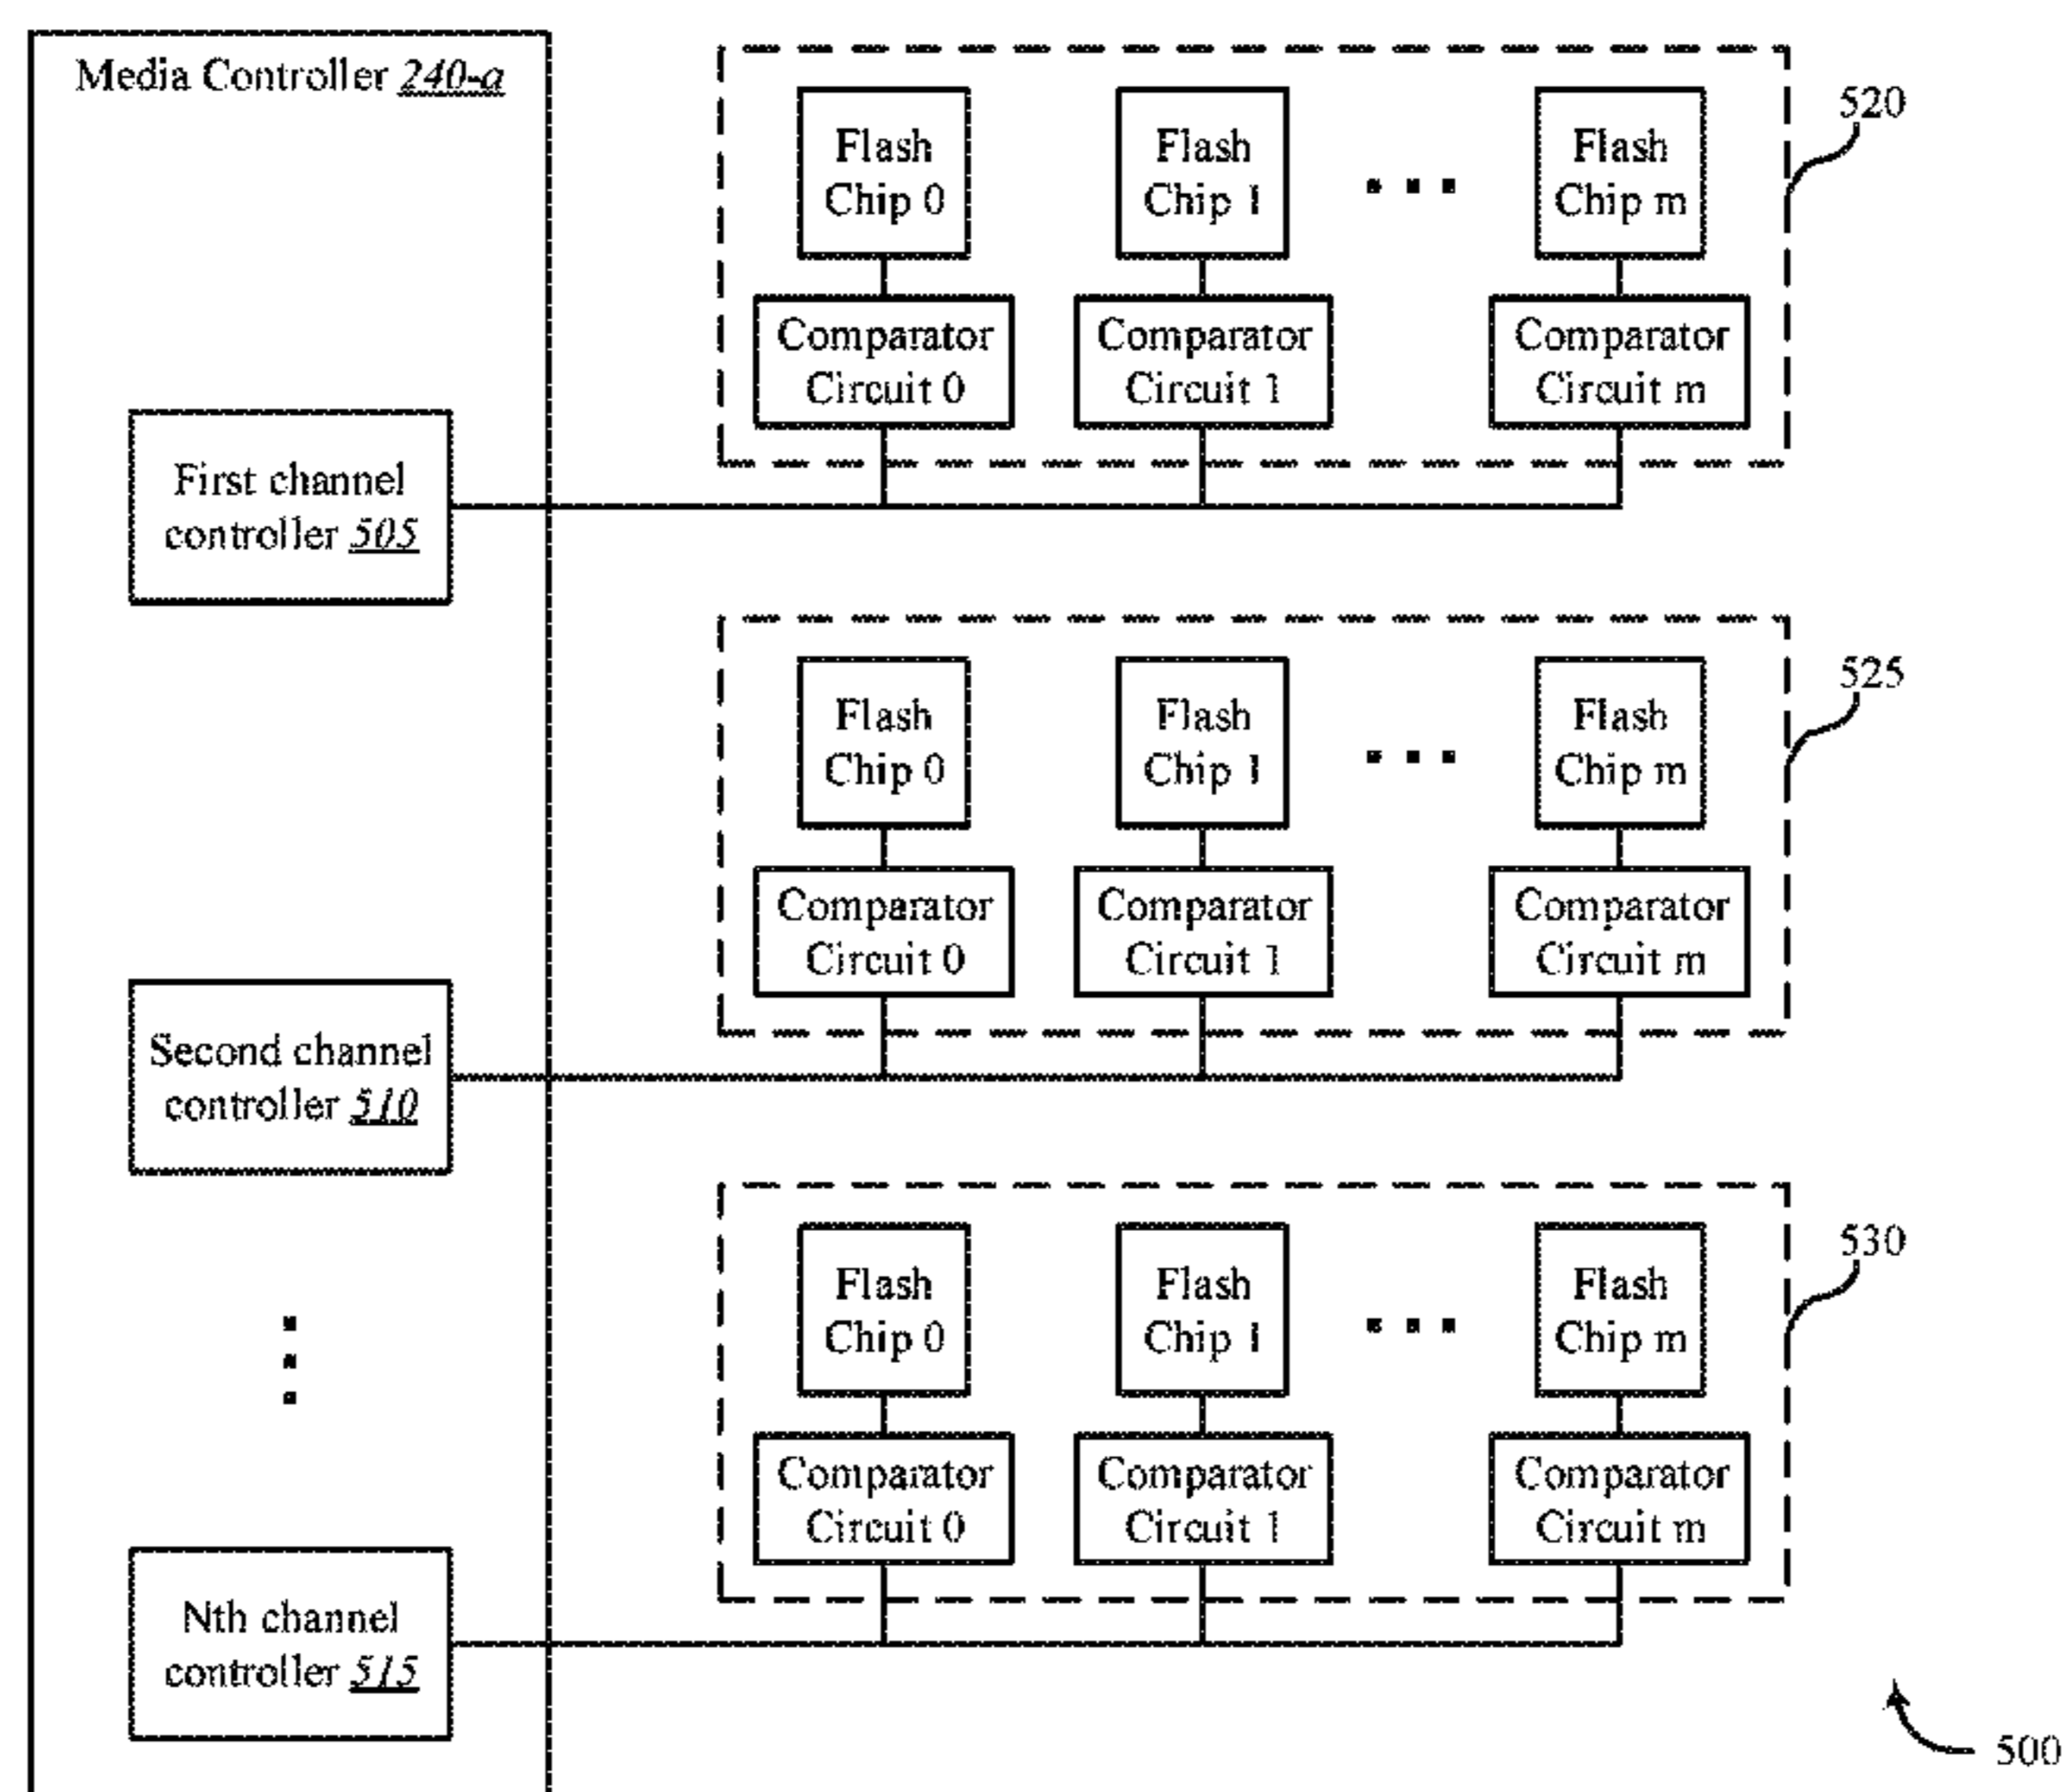 Media Controller 240-a
520
Flash
Chip 0
Flash
Chip 1
Flash
Chip m
Comparator
Circuit 0
Comparator
Circuit 1
Comparator
Circuit m
First channel
controller 505
525
Flash
Chip 0
Flash
Chip 1
Flash
Chip m
Comparator
Circuit 0
Comparator
Circuit 1
Comparator
Circuit m
Second channel
controller 510
530
Flash
Chip 0
Flash
Chip 1
Flash
Chip m
Comparator
Circuit 0
Comparator
Circuit 1
Comparator
Circuit m
Nth channel
controller 515
500